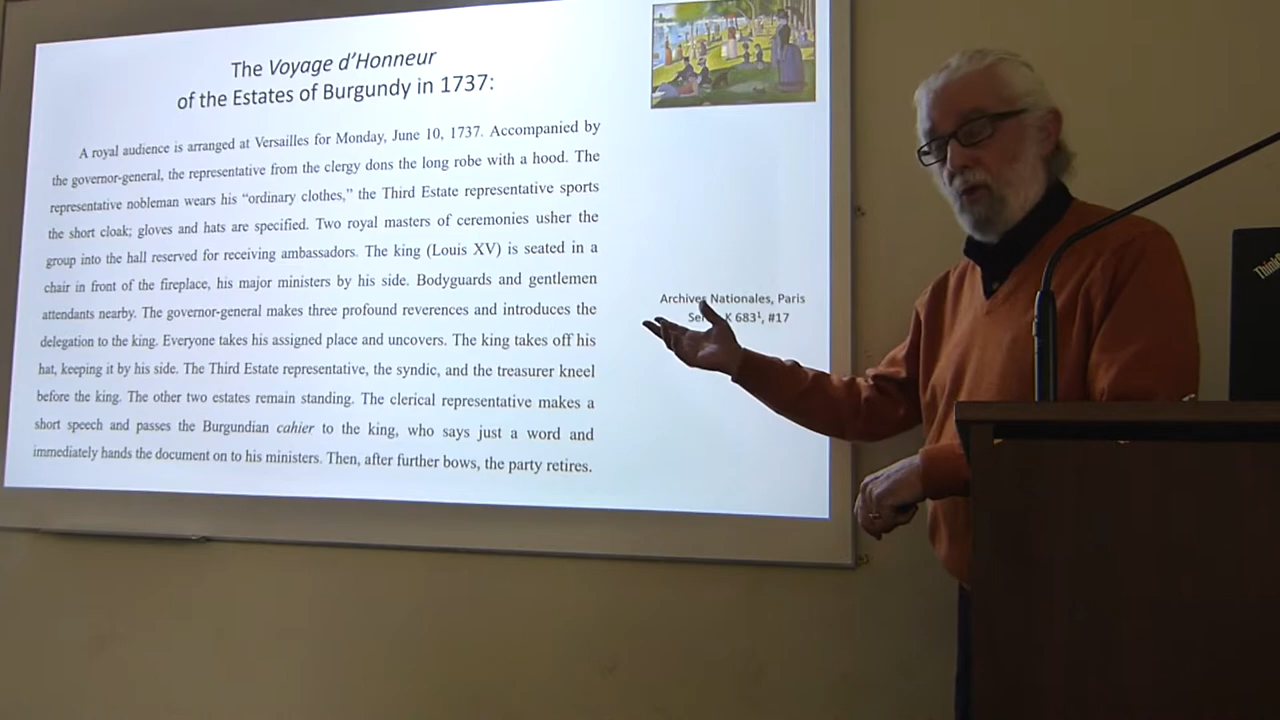 The Voyage d’Honneur
of the Estates of Burgundy in 1737:
A royal audience is arranged at Versailles for Monday, June 10, 1737. Accompanied by
the governor-general, the representative from the clergy dons the long robe with a hood. The
representative nobleman wears his “ordinary clothes,” the Third Estate representative sports
the short cloak; gloves and hats are specified. Two royal masters of ceremonies usher the
group into the hall reserved for receiving ambassadors. The king (Louis XV) is seated in a
chair in front of the fireplace, his major ministers by his side. Bodyguards and gentlemen
attendants nearby. The governor-general makes three profound reverences and introduces the
delegation to the king. Everyone takes his assigned place and uncovers. The king takes off his
hat, keeping it by his side. The Third Estate representative, the syndic, and the treasurer kneel
before the king. The other two estates remain standing. The clerical representative makes a
short speech and passes the Burgundian cahier to the king, who says just a word and
immediately hands the document on to his ministers. Then, after further bows, the party retires.
Archives Nationales, Paris
K 683¹, #17